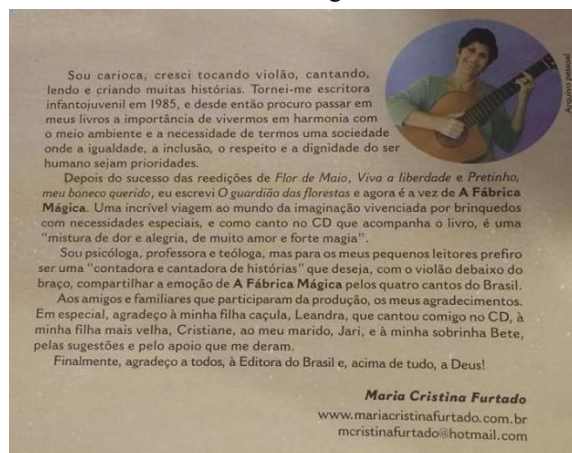 Sou carioca, cresci tocando violão, cantando,
lendo e criando muitas histórias. Tornei-me escritora
infantojuvenil em 1985, e desde então procuro passar em
meus livros a importância de vivermos em harmonia com
o meio ambiente e a necessidade de termos uma sociedade
onde a igualdade, a inclusão, o respeito e a dignidade do ser
humano sejam prioridades.
Depois do sucesso das reedições de Flor de Maio, Viva a liberdade e Pretinho,
meu boneco querido, eu escrevi O guardião das florestas e agora é a vez de A Fábrica
Mágica. Uma incrível viagem ao mundo da imaginação vivenciada por brinquedos
com necessidades especiais, e como canto no CD que acompanha o livro, é uma
"mistura de dor e alegria, de muito amor e forte magia".
Sou psicóloga, professora e teóloga, mas para os meus pequenos leitores prefiro
ser uma "contadora e cantadora de histórias" que deseja, com o violão debaixo do
braço, compartilhar a emoção de A Fábrica Mágica pelos quatro cantos do Brasil.
Aos amigos e familiares que participaram da produção, os meus agradecimentos.
Em especial, agradeço à minha filha caçula, Leandra, que cantou comigo no CD, à
minha filha mais velha, Cristiane, ao meu marido, Jari, e à minha sobrinha Bete,
pelas sugestões e pelo apoio que me deram.
Finalmente, agradeço a todos, à Editora do Brasil e, acima de tudo, a Deus!
Maria Cristina Furtado
www.mariacristinafurtado.com.br
mcristinafurtado@hotmail.com
Arquivo pessoal